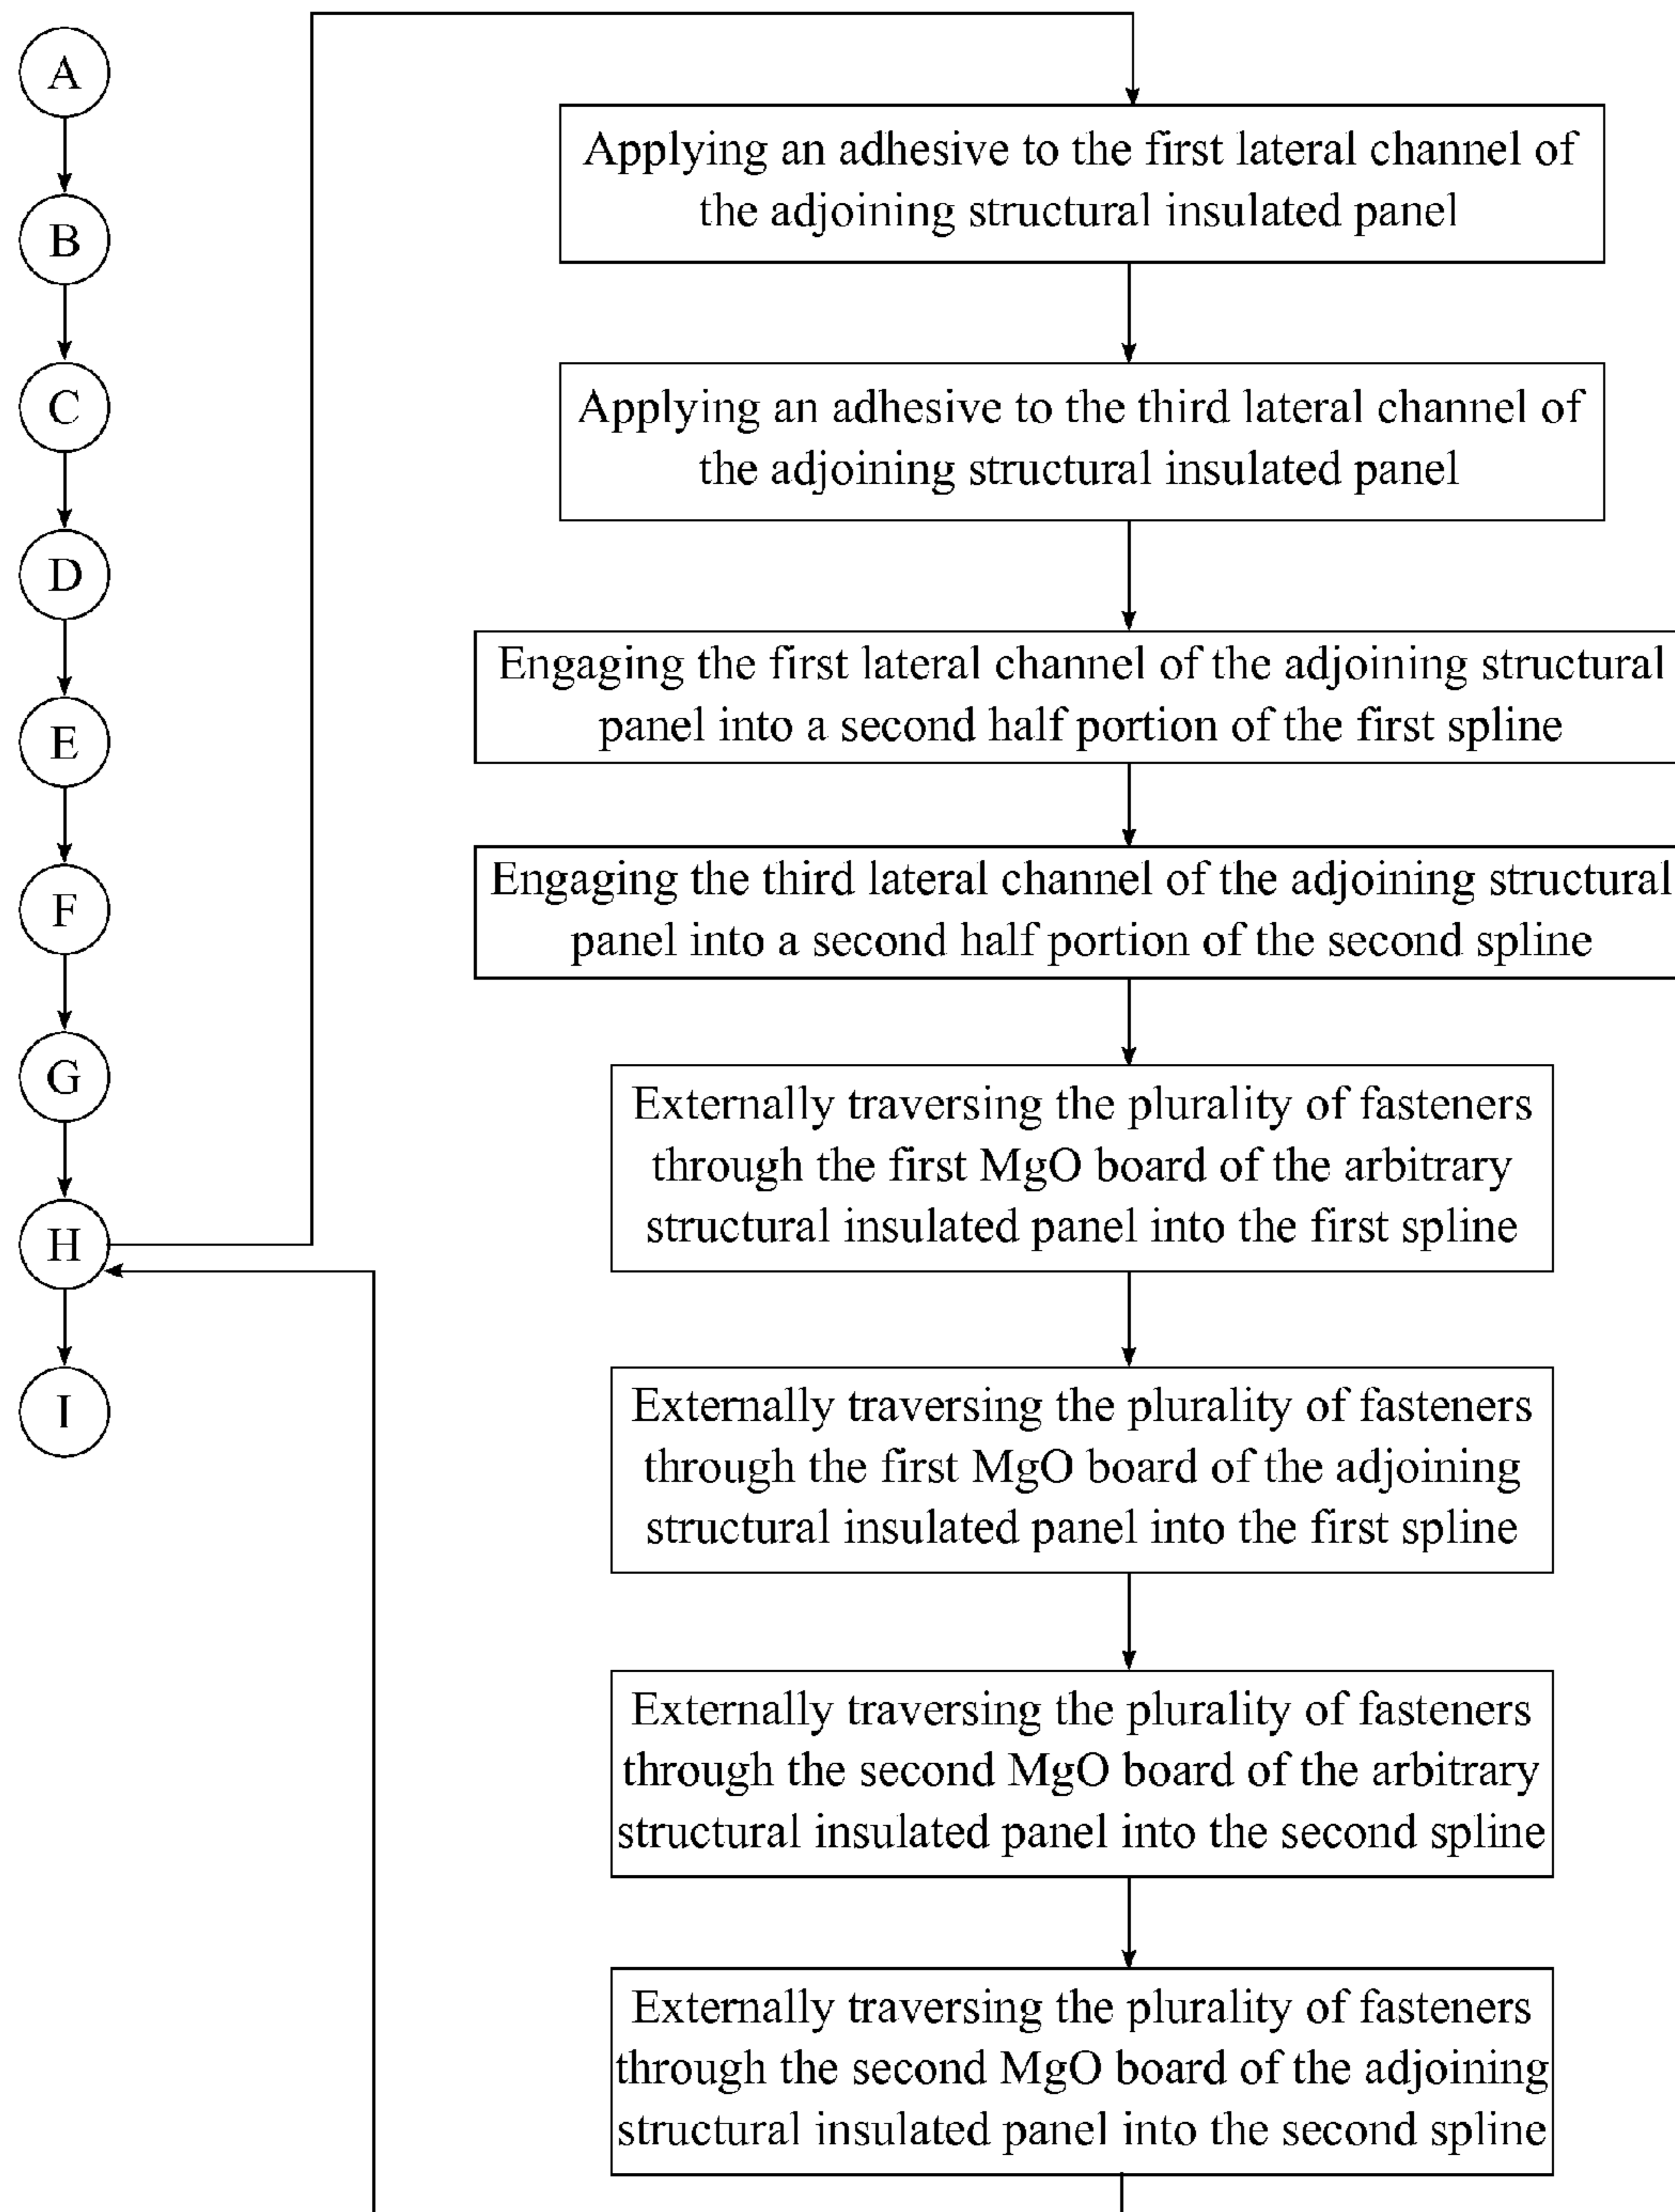 A
B
C
D
E
F
G
H
I
Applying an adhesive to the first lateral channel of
the adjoining structural insulated panel
Applying an adhesive to the third lateral channel of
the adjoining structural insulated panel
Engaging the first lateral channel of the adjoining structural
panel into a second half portion of the first spline
Engaging the third lateral channel of the adjoining structural
panel into a second half portion of the second spline
Externally traversing the plurality of fasteners
through the first MgO board of the arbitrary
structural insulated panel into the first spline
Externally traversing the plurality of fasteners
through the first MgO board of the adjoining
structural insulated panel into the first spline
Externally traversing the plurality of fasteners
through the second MgO board of the arbitrary
structural insulated panel into the second spline
Externally traversing the plurality of fasteners
through the second MgO board of the adjoining
structural insulated panel into the second spline